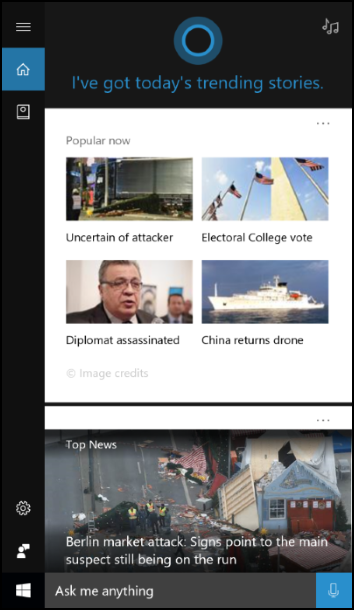 I've got today's trending stories.
Popular now
Uncertain of attacker
Electoral College vote
Diplomat assassinated
China returns drone
© Image credits
Top News
Berlin market attack: Signs point to the main
suspect still being on the run
Ask me anything